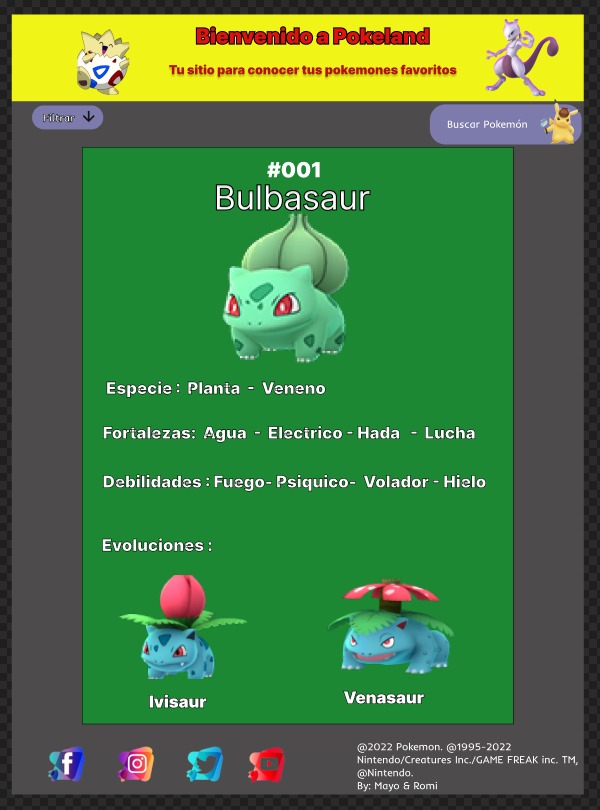 Bienvenido a Pokeland
Tu sitio para conocer tus pokemones favoritos
Filtrar
Buscar Pokemón
#001
Bulbasaur
Especie : Planta - Veneno
Fortalezas: Agua - Electrico - Hada - Lucha
Debilidades : Fuego- Psiquico- Volador - Hielo
Evoluciones :
Ivisaur
Venasaur
@2022 Pokemon. @1995-2022
Nintendo/Creatures Inc./GAME FREAK inc. TM,
@Nintendo.
By: Mayo & Romi